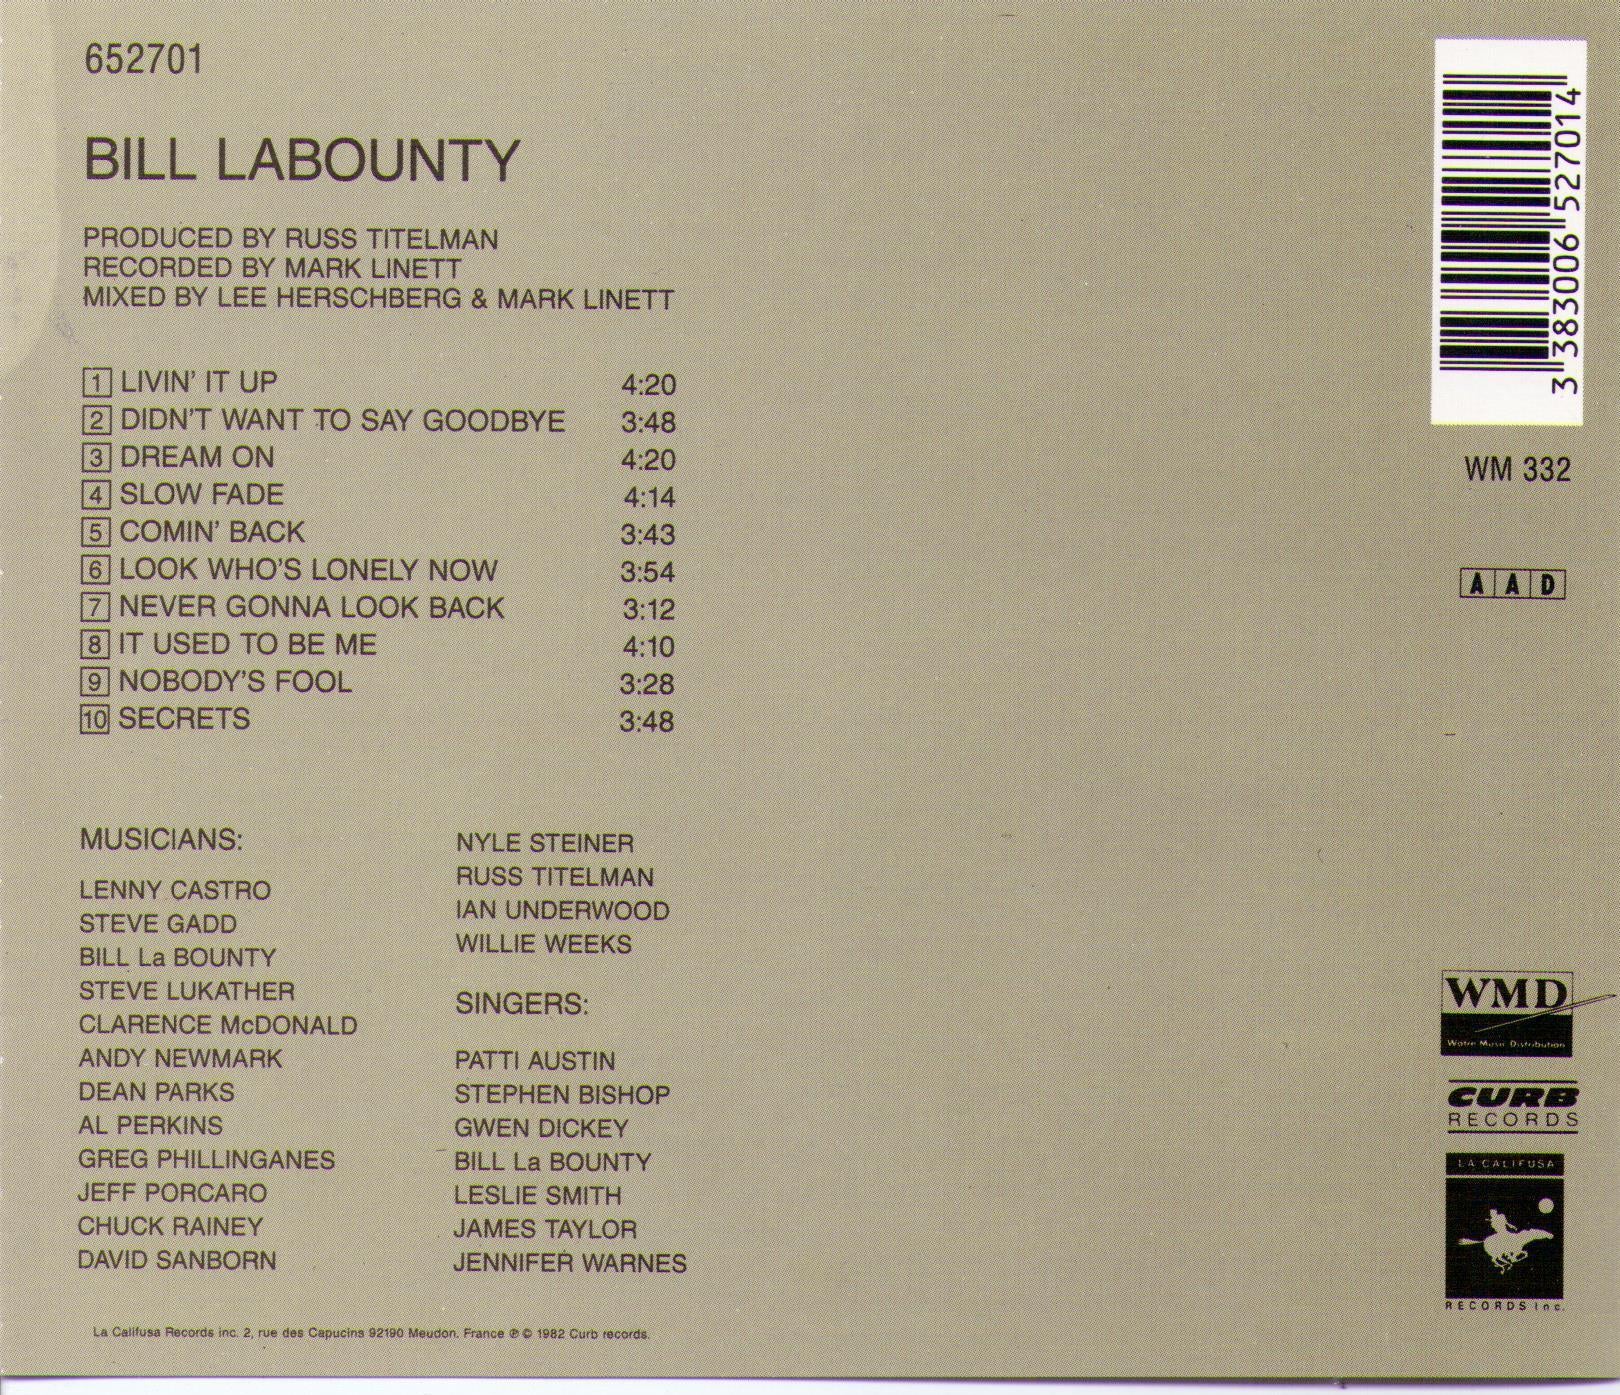 652701
BILL LABOUNTY
PRODUCED BY RUSS TITELMAN
RECORDED BY MARK LINETT
MIXED BY LEE HERSCHBERG & MARK LINETT
1 LIVIN' IT UP 4:20
2 DIDN'T WANT TO SAY GOODBYE 3:48
3 DREAM ON 4:20
4 SLOW FADE 4:14
5 COMIN' BACK 3:43
6 LOOK WHO'S LONELY NOW 3:54
7 NEVER GONNA LOOK BACK 3:12
8 IT USED TO BE ME 4:10
9 NOBODY'S FOOL 3:28
10 SECRETS 3:48
MUSICIANS:
LENNY CASTRO
STEVE GADD
BILL La BOUNTY
STEVE LUKATHER
CLARENCE McDONALD
ANDY NEWMARK
DEAN PARKS
AL PERKINS
GREG PHILLINGANES
JEFF PORCARO
CHUCK RAINEY
DAVID SANBORN
NYLE STEINER
RUSS TITELMAN
IAN UNDERWOOD
WILLIE WEEKS
SINGERS:
PATTI AUSTIN
STEPHEN BISHOP
GWEN DICKEY
BILL La BOUNTY
LESLIE SMITH
JAMES TAYLOR
JENNIFER WARNES
La Califusa Records inc. 2, rue des Capucins 92190 Meudon. France ℗ © 1982 Curb records.
3 383006 527014
WM 332
A A D
WMD
Wotre Music Distribution
CURB
RECORDS
LA CALIFUSA
RECORDS Inc.